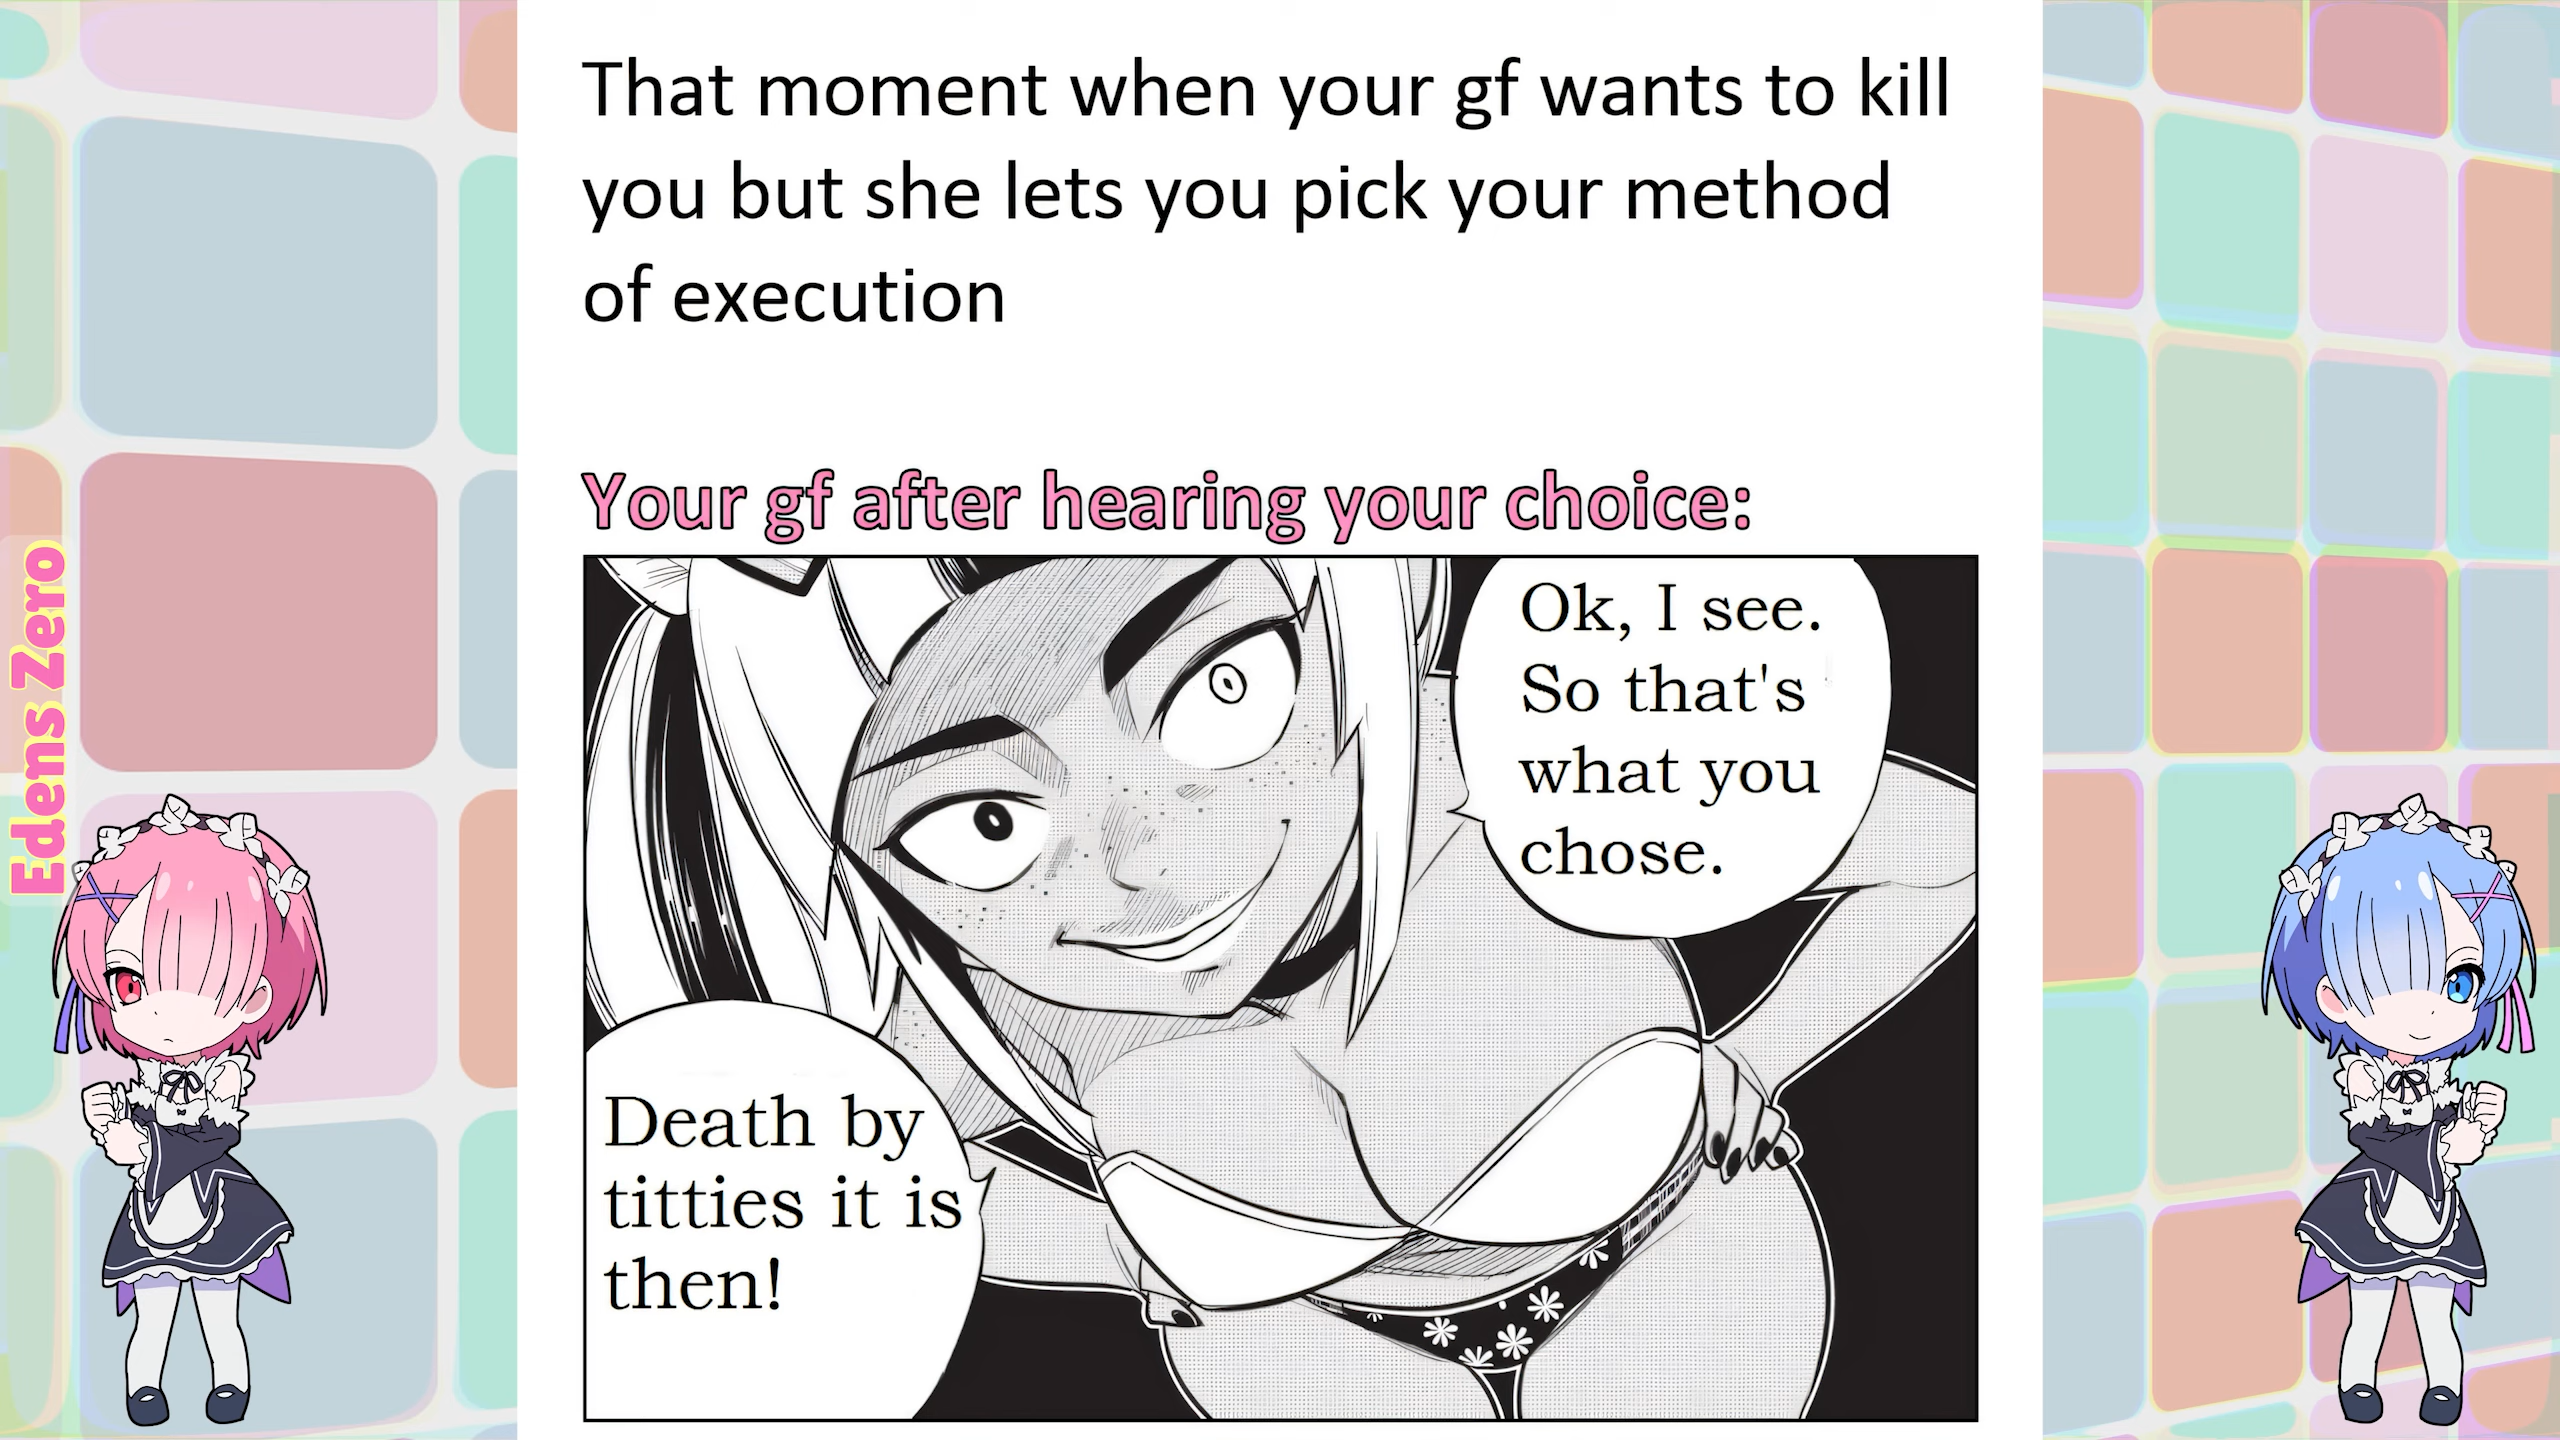 That moment when your gf wants to kill
you but she lets you pick your method
of execution
Your gf after hearing your choice:
Ok, I see.
So that's
what you
chose.
Death by
titties it is
then!
Edens Zero